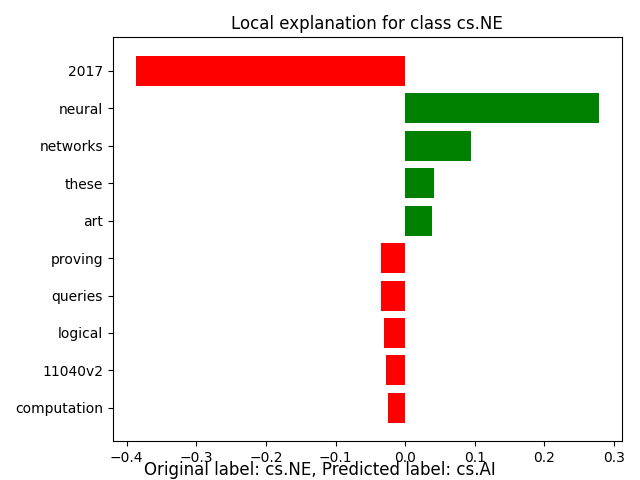 Local explanation for class cs.NE
2017
neural
networks
these
art
proving
queries
logical
11040v2
computation
−0.4 −0.3 −0.2 −0.1 0.0 0.1 0.2 0.3
Original label: cs.NE, Predicted label: cs.AI